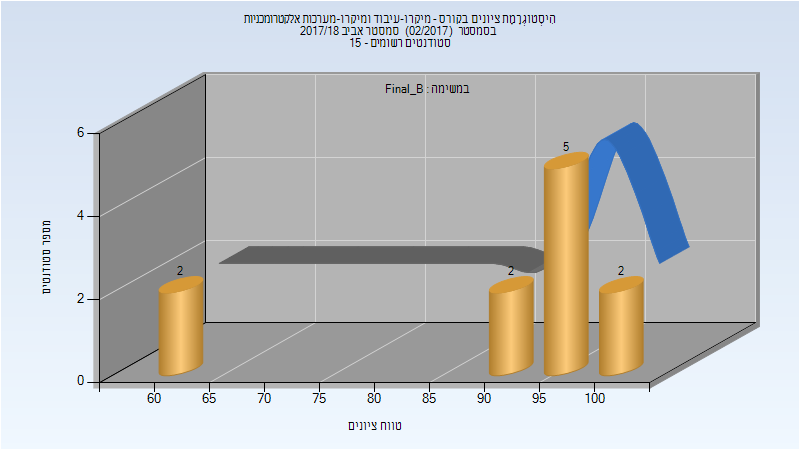 הִיסְטוֹגְרָמַת ציונים בקורס - מיקרו-עיבוד ומיקרו-מערכות אלקטרומכניות
בסמסטר (02/2017) סמסטר אביב 2017/18
סטודנטים רשומים - 15
במשימה : Final_B
מספר סטודנטים
6
4
2
0
2
2
5
2
60 65 70 75 80 85 90 95 100
טווח ציונים